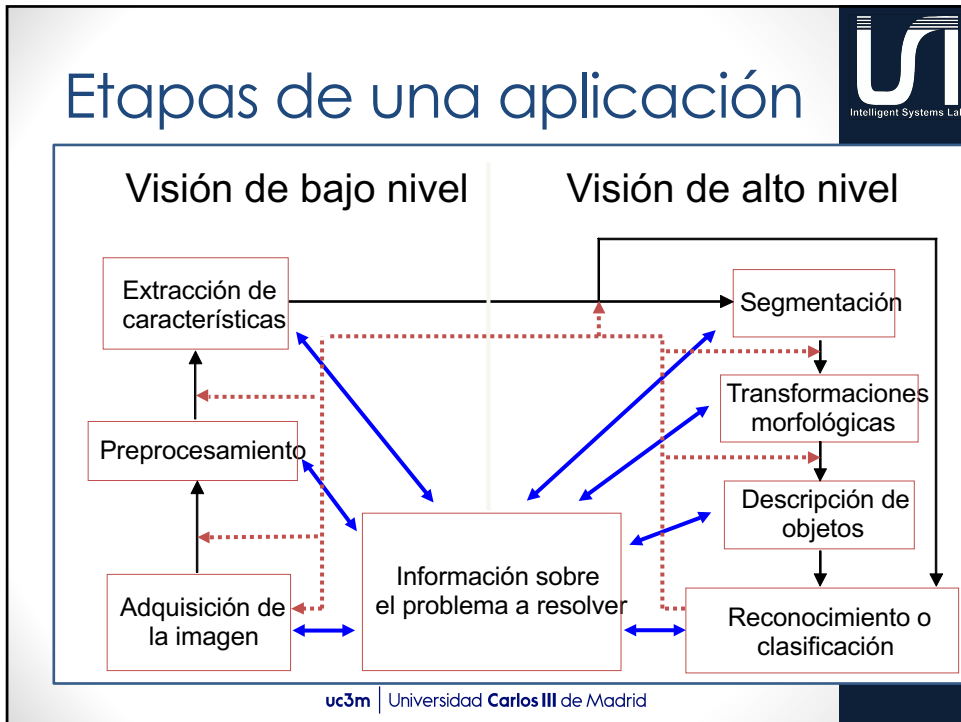 Etapas de una aplicación
Intelligent Systems Lab
Visión de bajo nivel
Visión de alto nivel
Extracción de
características
Segmentación
Transformaciones
morfológicas
Preprocesamiento
Descripción de
objetos
Información sobre
el problema a resolver
Adquisición de
la imagen
Reconocimiento o
clasificación
uc3m | Universidad Carlos III de Madrid